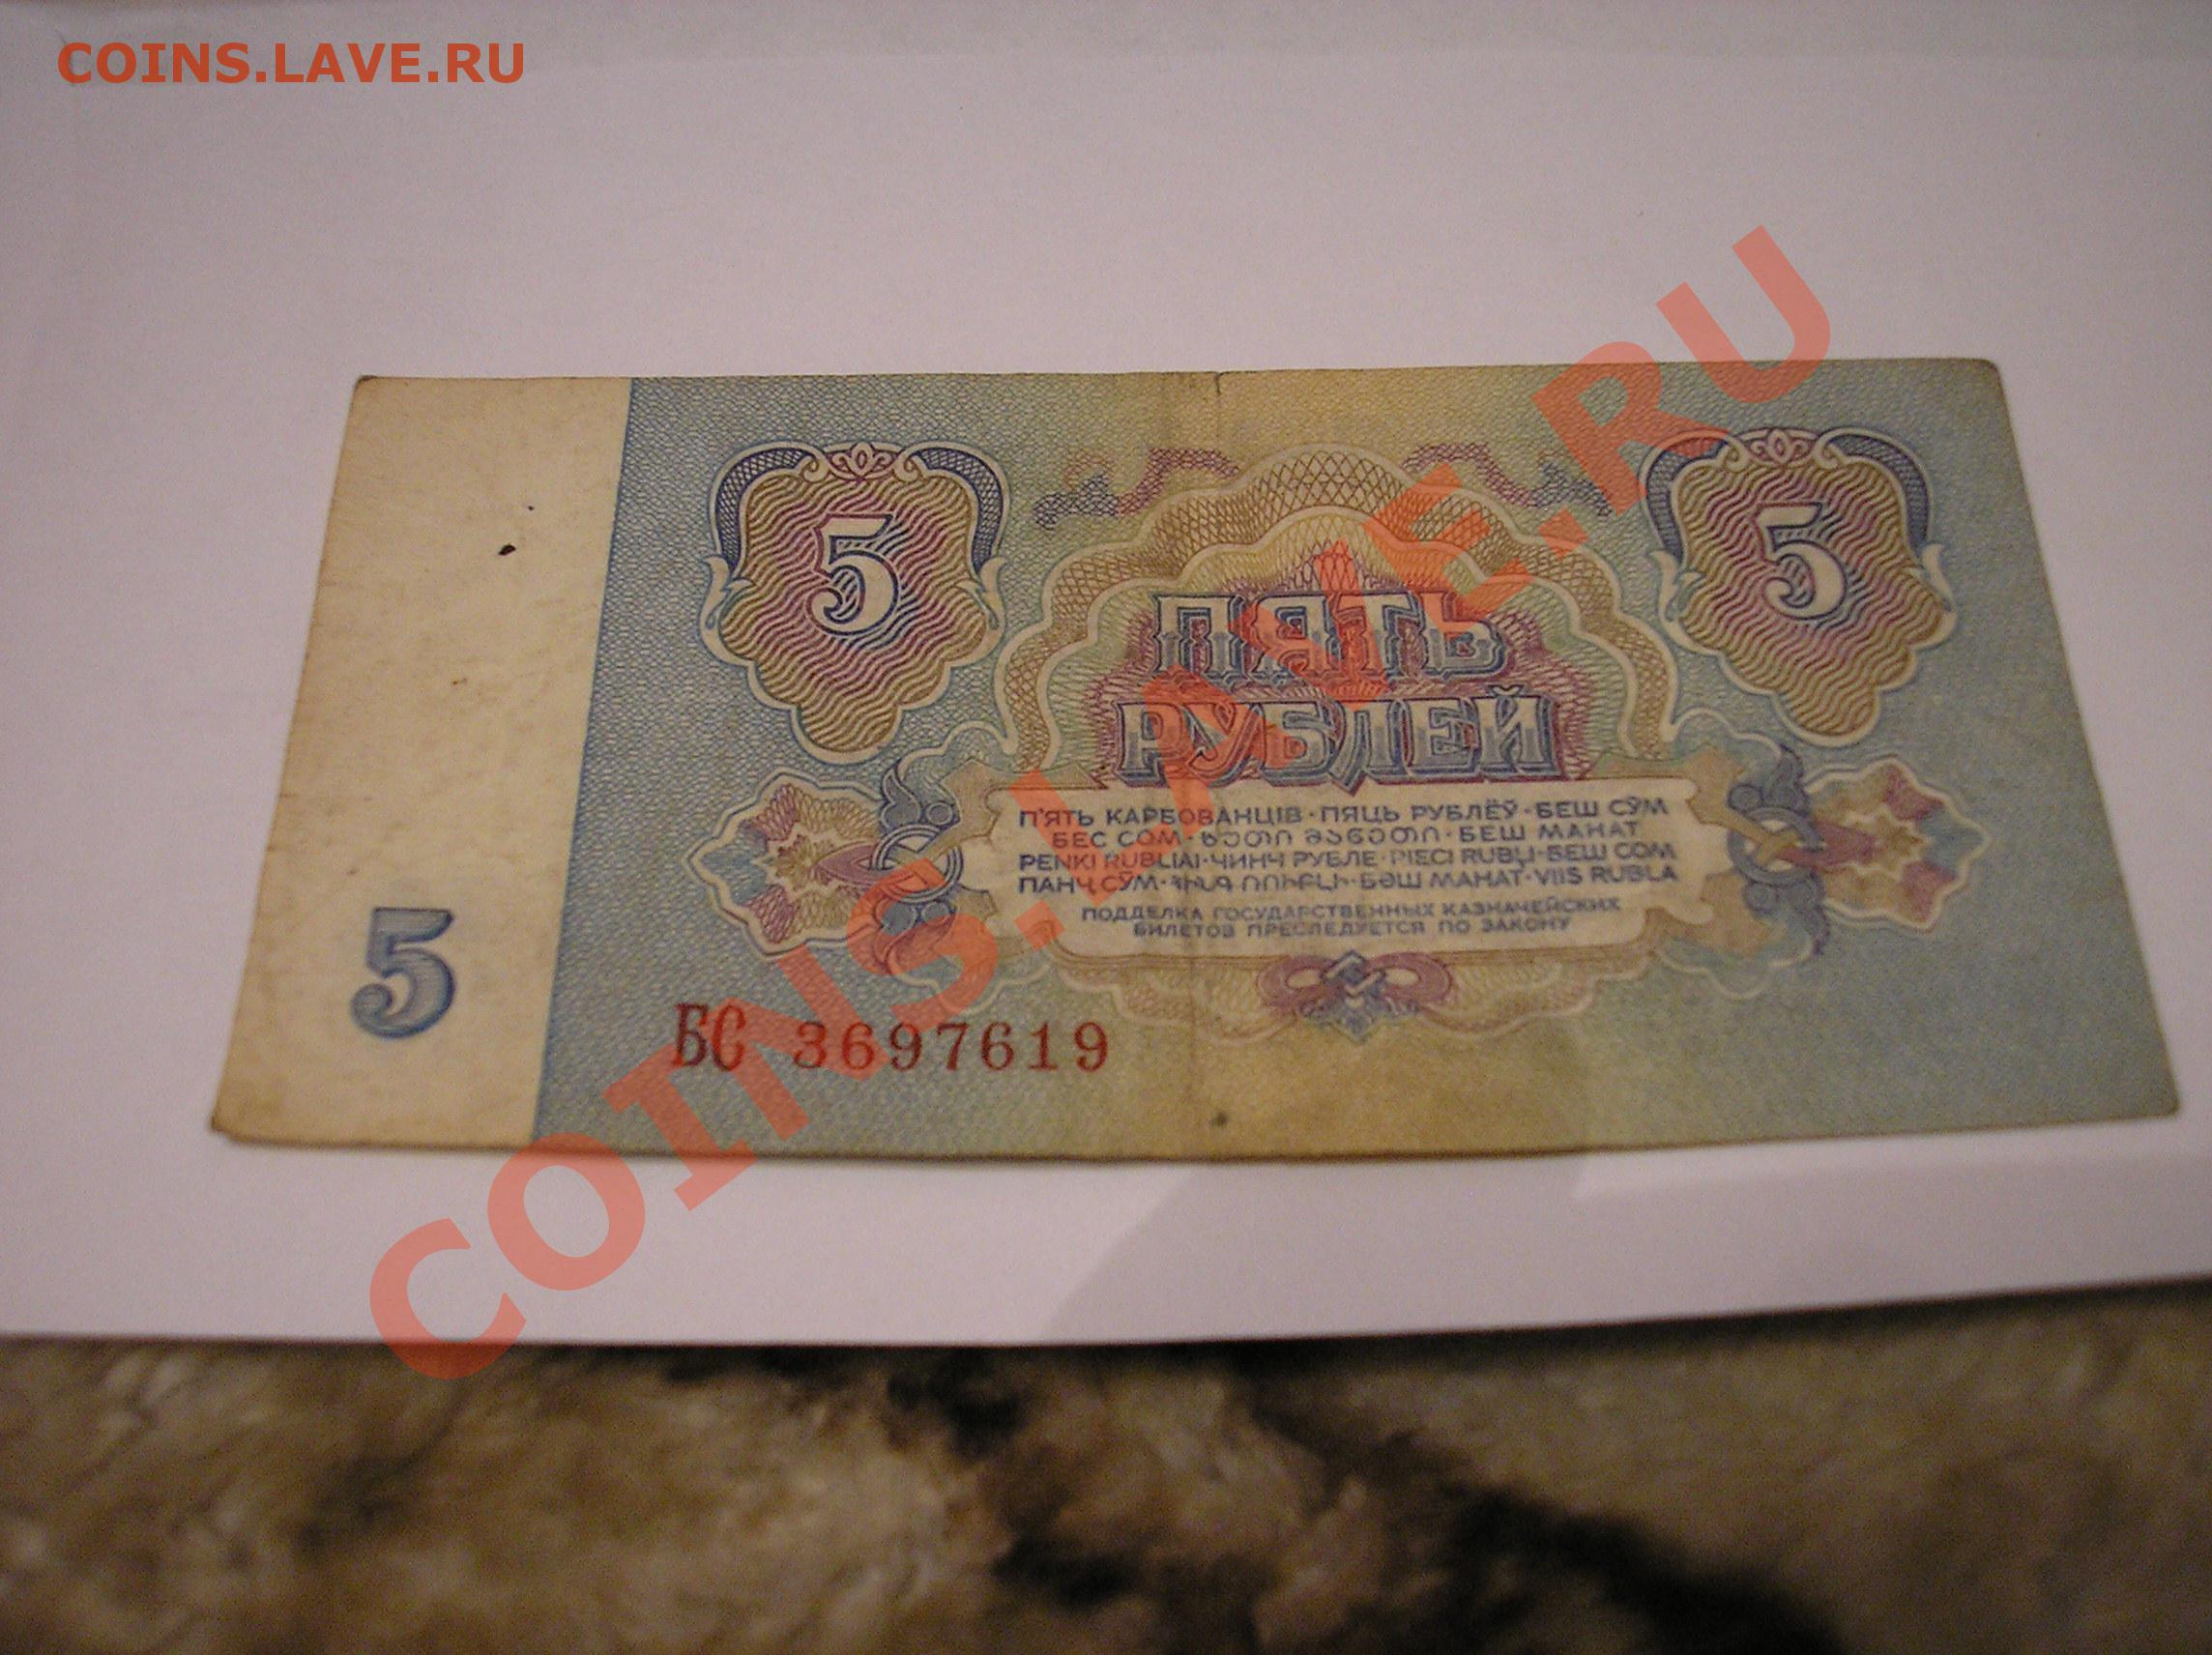 COINS.LAVE.RU
5
5
ПЯТЬ
РУБЛЕЙ
П'ЯТЬ КАРБОВАНЦІВ · ПЯЦЬ РУБЛЁЎ · БЕШ СЎМ
БЕС СОМ · ხუთი მანეთი · БЕШ МАНАТ
PENKI RUBLIAI · ЧИНЧ РУБЛЕ · PIECI RUBĻI · БЕШ СОМ
ПАНҶ СЎМ · ՀԻՆԳ ՌՈՒԲԼԻ · БӘШ МАНАТ · VIIS RUBLA
ПОДДЕЛКА ГОСУДАРСТВЕННЫХ КАЗНАЧЕЙСКИХ
БИЛЕТОВ ПРЕСЛЕДУЕТСЯ ПО ЗАКОНУ
5
БС 3697619
COINS.LAVE.RU